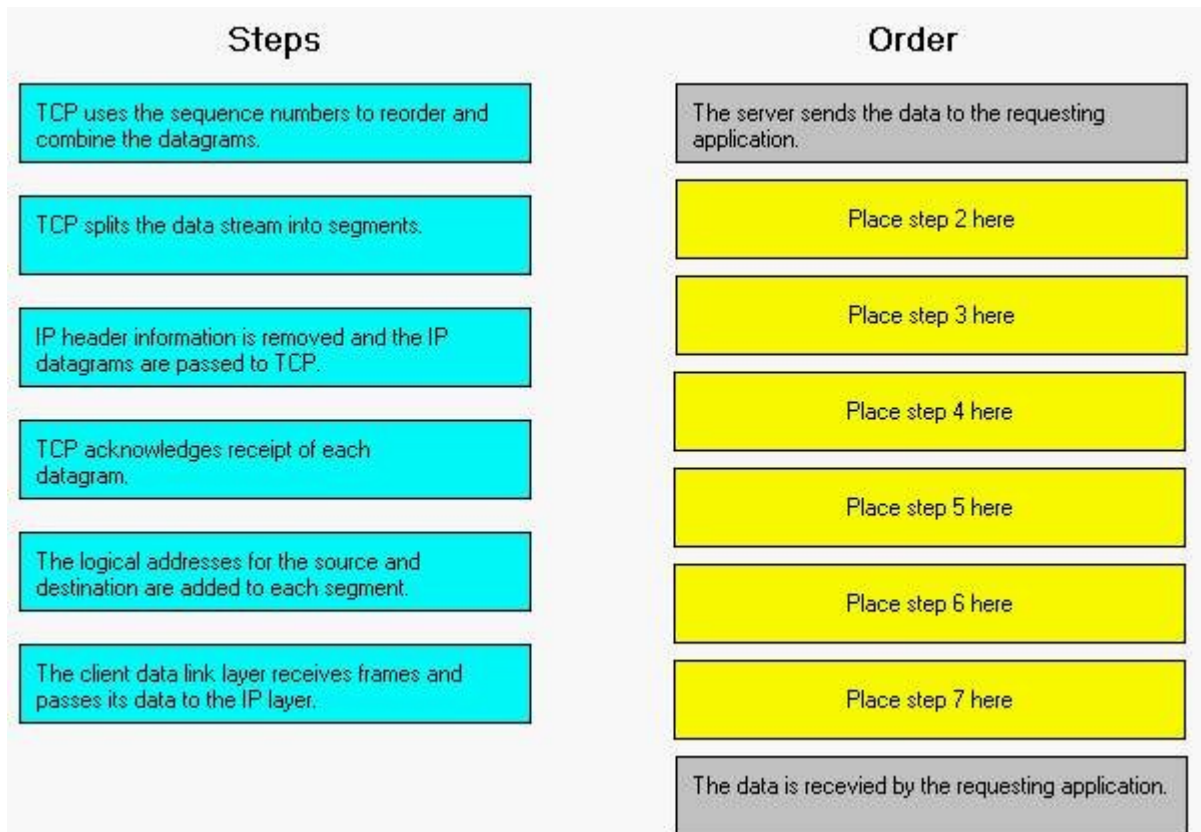 Steps
TCP uses the sequence numbers to reorder and
combine the datagrams.
TCP splits the data stream into segments.
IP header information is removed and the IP
datagrams are passed to TCP.
TCP acknowledges receipt of each
datagram.
The logical addresses for the source and
destination are added to each segment.
The client data link layer receives frames and
passes its data to the IP layer.
Order
The server sends the data to the requesting
application.
Place step 2 here
Place step 3 here
Place step 4 here
Place step 5 here
Place step 6 here
Place step 7 here
The data is recevied by the requesting application.